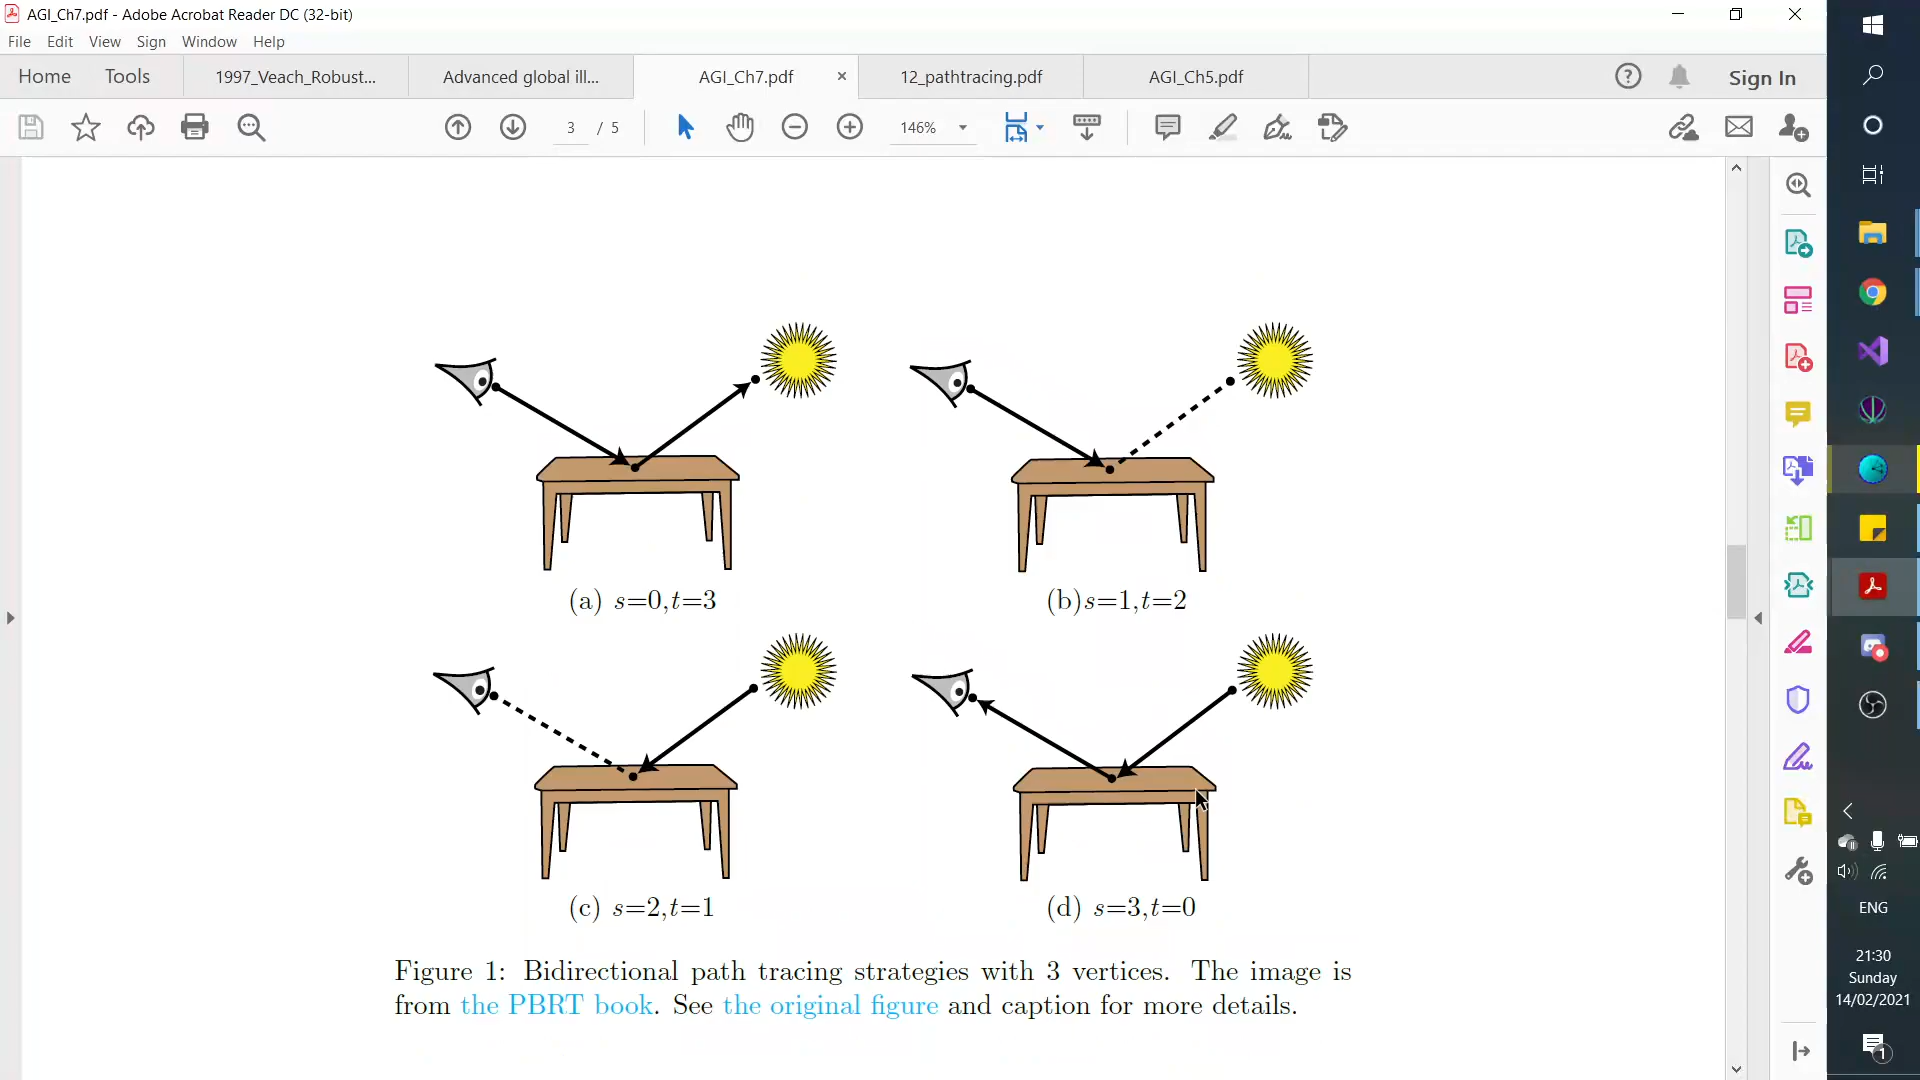 AGI_Ch7.pdf - Adobe Acrobat Reader DC (32-bit)
File Edit View Sign Window Help
Home Tools 1997_Veach_Robust... Advanced global ill... AGI_Ch7.pdf × 12_pathtracing.pdf AGI_Ch5.pdf Sign In
3 / 5 146%
(a) s=0,t=3
(b)s=1,t=2
(c) s=2,t=1
(d) s=3,t=0
Figure 1: Bidirectional path tracing strategies with 3 vertices. The image is
from the PBRT book. See the original figure and caption for more details.
ENG
21:30
Sunday
14/02/2021
1